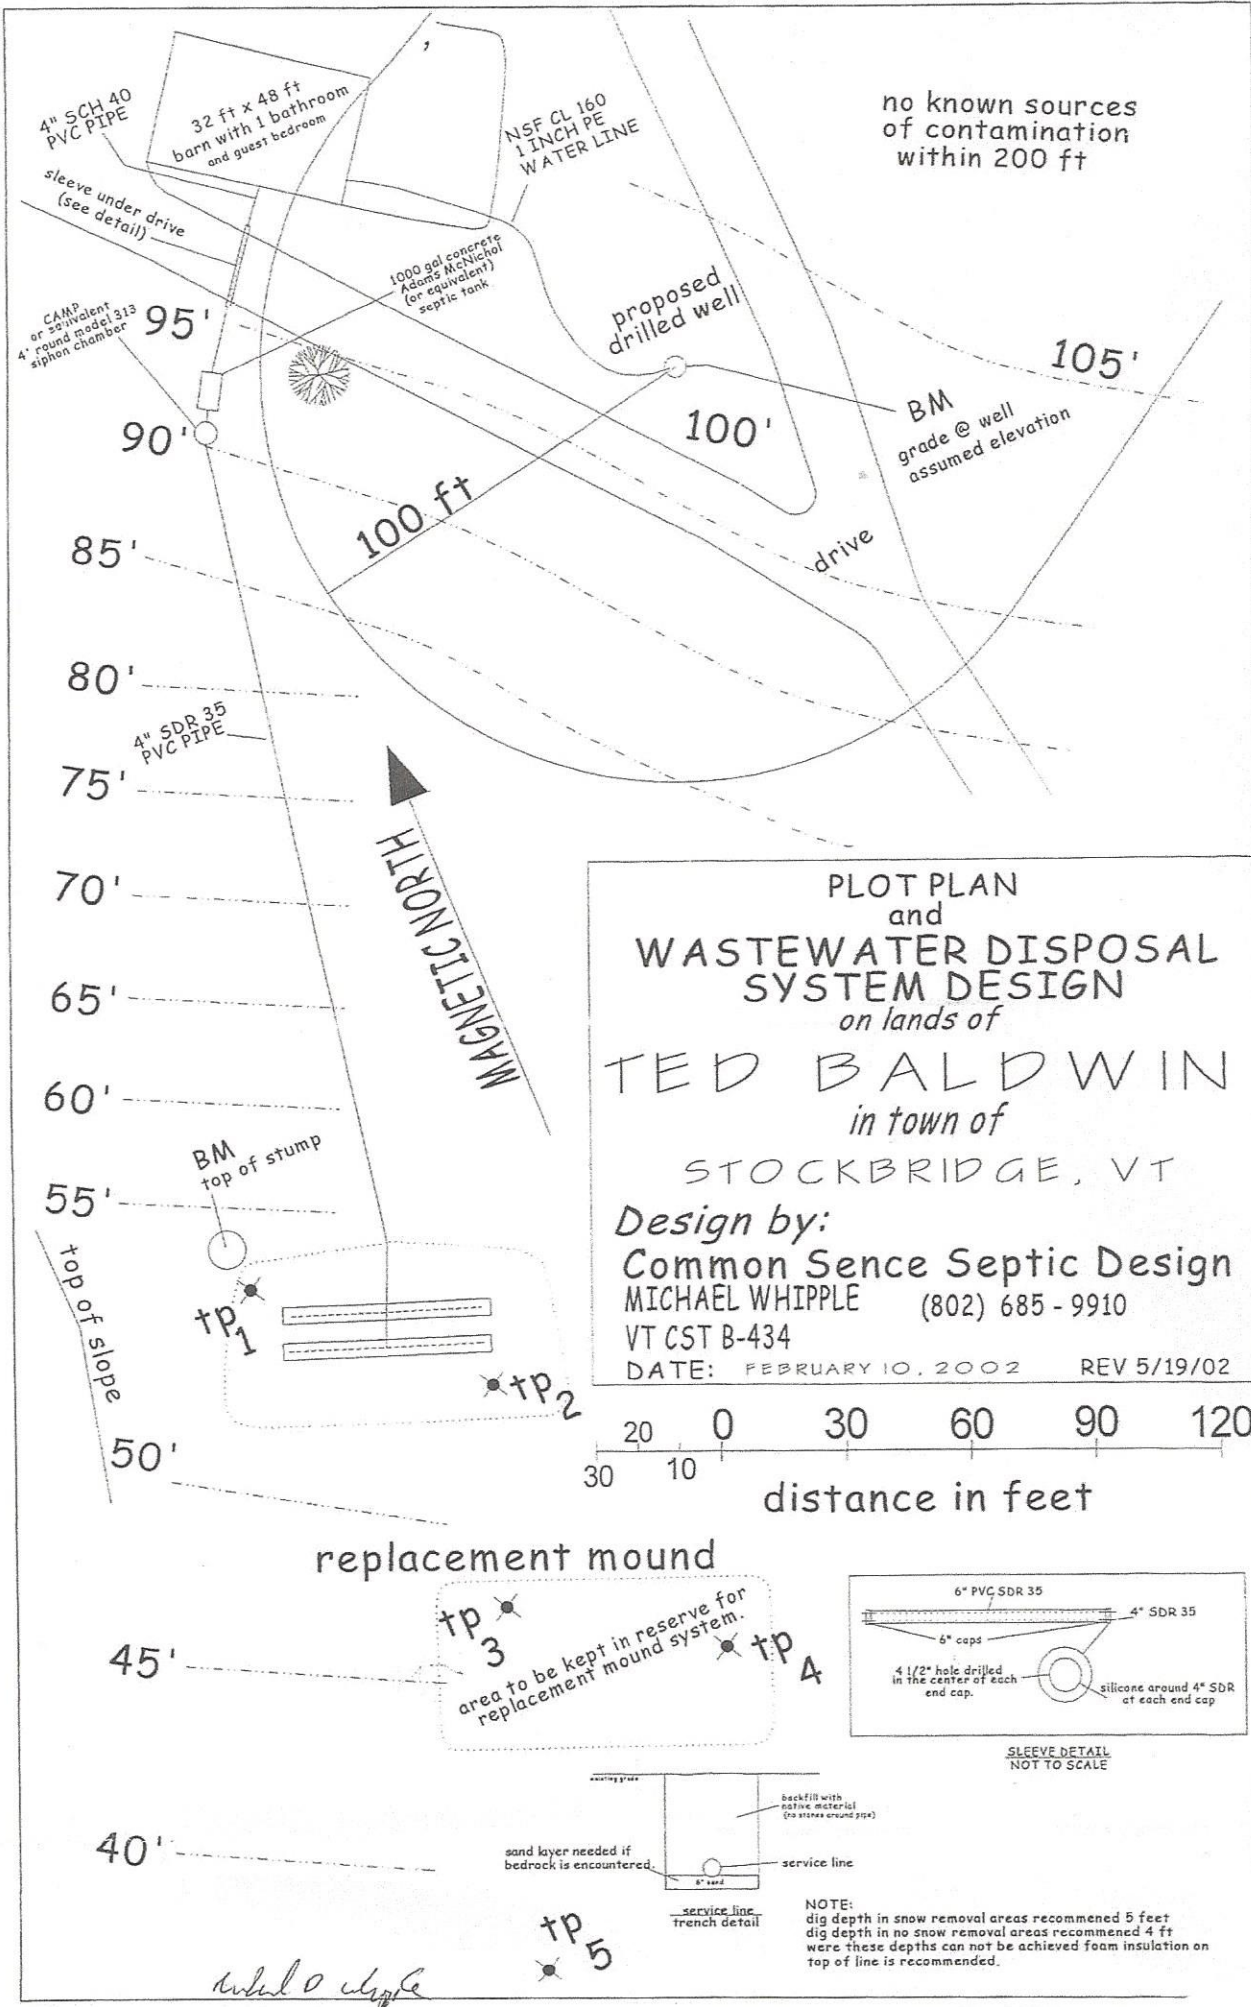 4" SCH 40
PVC PIPE
32 ft x 48 ft
barn with 1 bathroom
and guest bedroom
NSF CL 160
1 INCH PE
WATER LINE
no known sources
of contamination
within 200 ft
sleeve under drive
(see detail)
1000 gal concrete
Adams McNichol
(or equivalent)
septic tank
CAMP
or equivalent
4' round model 313
siphon chamber
95'
proposed
drilled well
105'
BM
grade @ well
assumed elevation
100'
90'
100 ft
drive
85'
80'
4" SDR 35
PVC PIPE
75'
MAGNETIC NORTH
70'
65'
60'
BM
top of stump
55'
top of slope
tp 1
tp 2
50'
PLOT PLAN
and
WASTEWATER DISPOSAL
SYSTEM DESIGN
on lands of
TED BALDWIN
in town of
STOCKBRIDGE, VT
Design by:
Common Sence Septic Design
MICHAEL WHIPPLE (802) 685 - 9910
VT CST B-434
DATE: FEBRUARY 10, 2002 REV 5/19/02
20 0 30 60 90 120
30 10
distance in feet
replacement mound
tp 3
area to be kept in reserve for
replacement mound system.
tp 4
45'
6" PVC SDR 35
4" SDR 35
6" caps
4 1/2" hole drilled
in the center of each
end cap.
silicone around 4" SDR
at each end cap
SLEEVE DETAIL
NOT TO SCALE
existing grade
backfill with
native material
(no stones around pipe)
sand layer needed if
bedrock is encountered.
service line
6" sand
service line
trench detail
40'
tp 5
NOTE:
dig depth in snow removal areas recommened 5 feet
dig depth in no snow removal areas recommened 4 ft
were these depths can not be achieved foam insulation on
top of line is recommended.